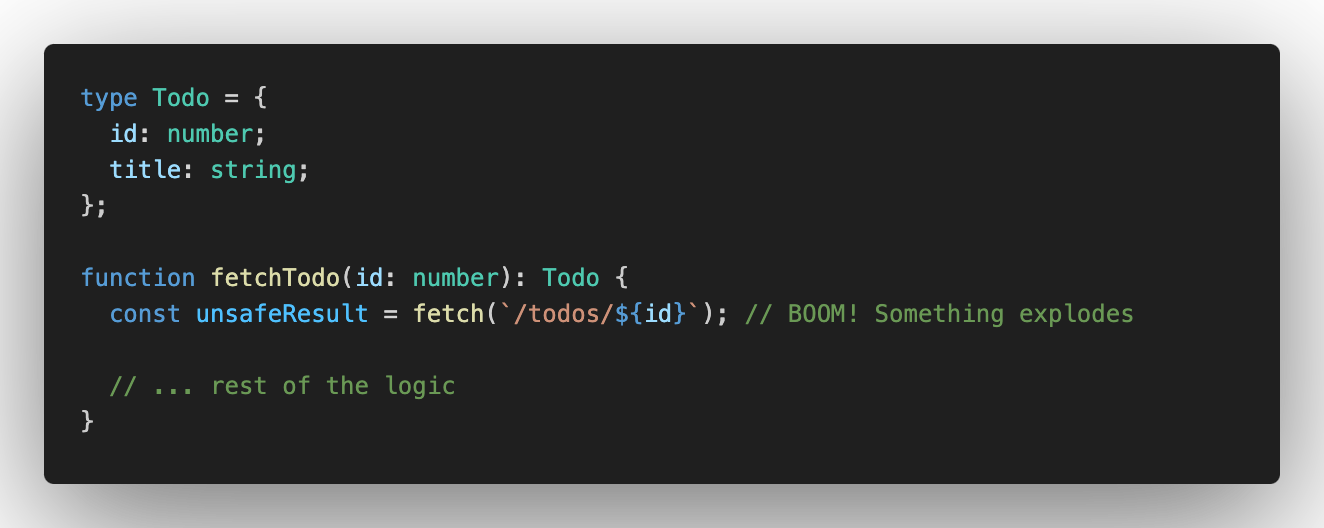 type Todo = {
  id: number;
  title: string;
};

function fetchTodo(id: number): Todo {
  const unsafeResult = fetch(`/todos/${id}`); // BOOM! Something explodes

  // ... rest of the logic
}